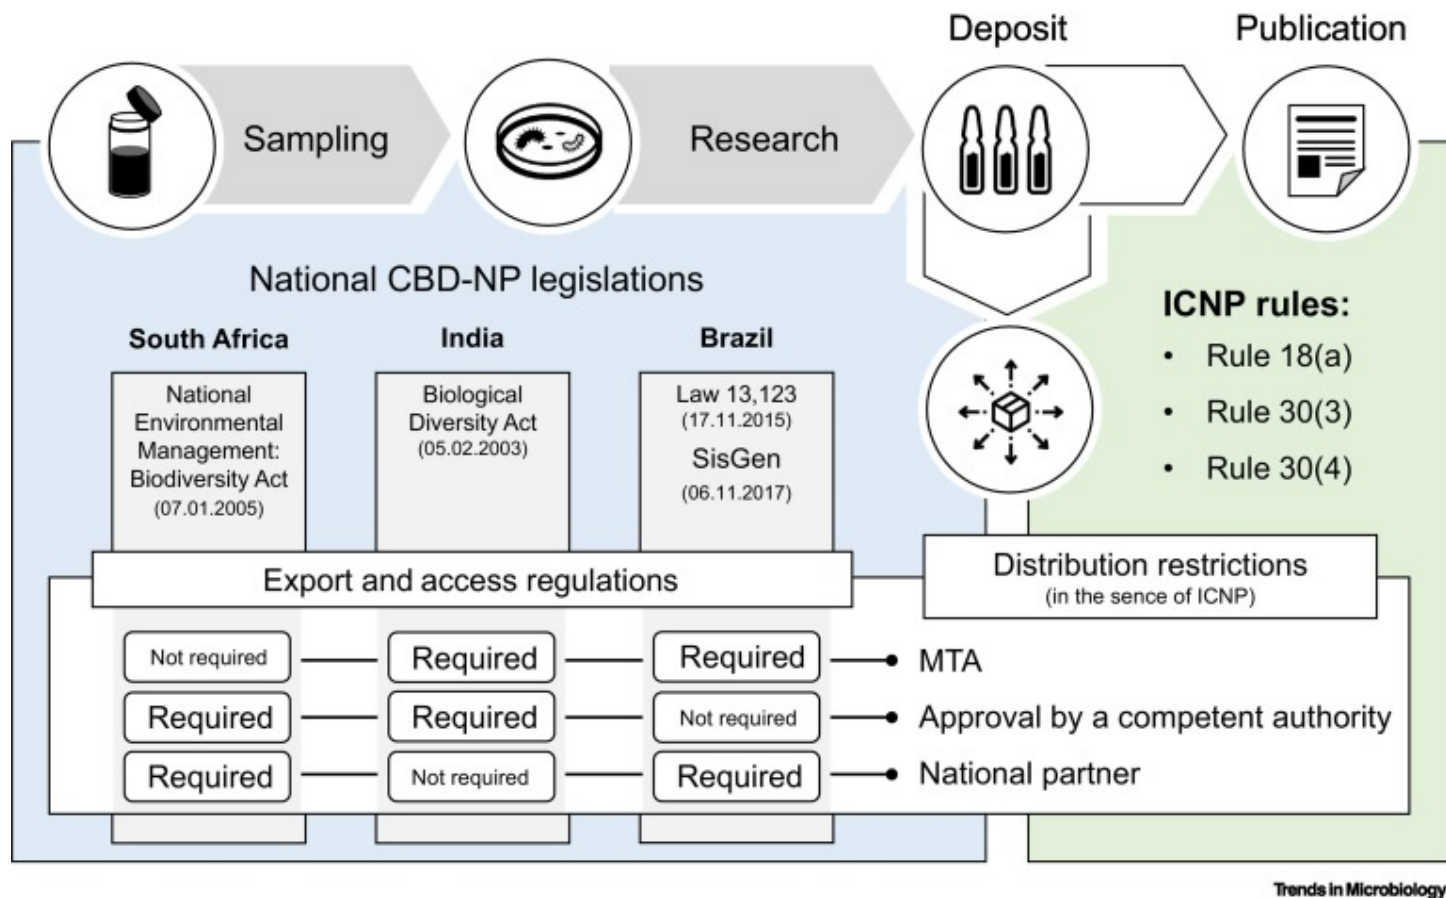 Deposit
Publication
Sampling
Research
National CBD-NP legislations
South Africa
India
Brazil
National
Environmental
Management:
Biodiversity Act
(07.01.2005)
Biological
Diversity Act
(05.02.2003)
Law 13,123
(17.11.2015)
SisGen
(06.11.2017)
ICNP rules:
• Rule 18(a)
• Rule 30(3)
• Rule 30(4)
Export and access regulations
Distribution restrictions
(in the sence of ICNP)
Not required Required Required MTA
Required Required Not required Approval by a competent authority
Required Not required Required National partner
Trends in Microbiology